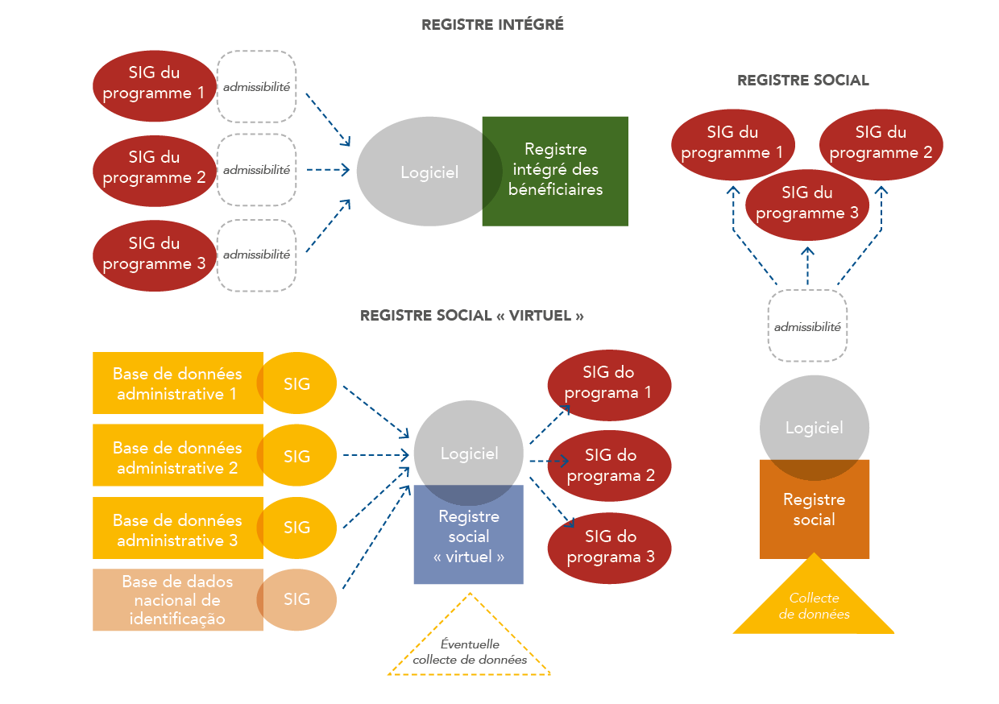 REGISTRE INTÉGRÉ
SIG du
programme 1
admissibilité
SIG du
programme 2
admissibilité
SIG du
programme 3
admissibilité
Logiciel
Registre
intégré des
bénéficiaires
REGISTRE SOCIAL
SIG du
programme 1
SIG du
programme 2
SIG du
programme 3
admissibilité
Logiciel
Registre
social
Collecte
de données
REGISTRE SOCIAL « VIRTUEL »
Base de données
administrative 1
SIG
Base de données
administrative 2
SIG
Base de données
administrative 3
SIG
Base de dados
nacional de
identificação
SIG
Logiciel
Registre
social
« virtuel »
Éventuelle
collecte de données
SIG do
programa 1
SIG do
programa 2
SIG do
programa 3